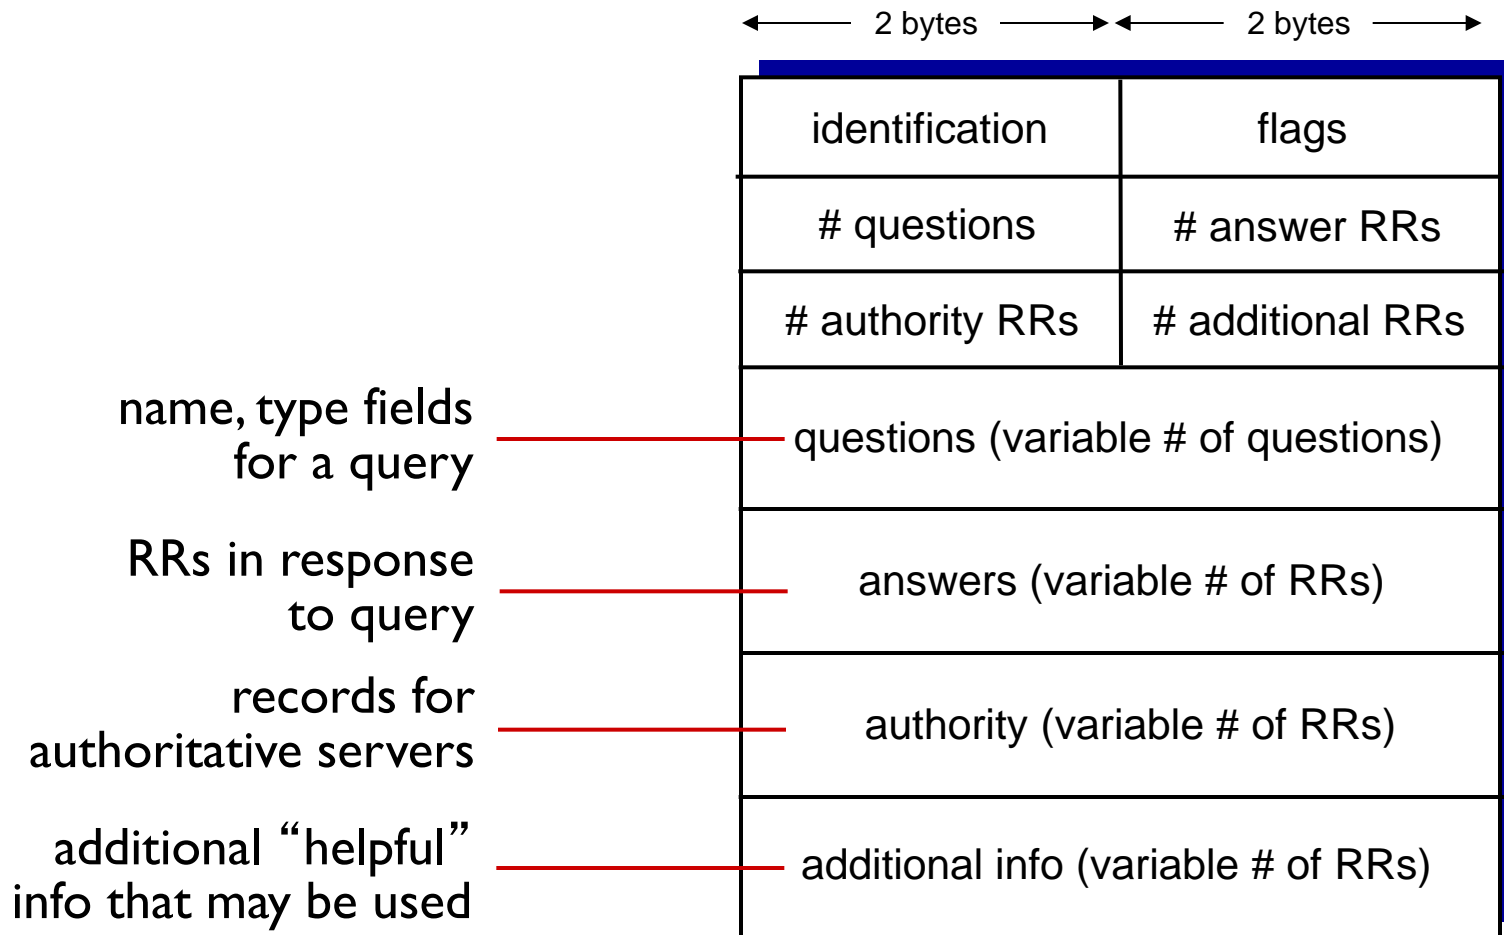 2 bytes 2 bytes
identification flags
# questions # answer RRs
# authority RRs # additional RRs
name, type fields
for a query
questions (variable # of questions)
RRs in response
to query
answers (variable # of RRs)
records for
authoritative servers
authority (variable # of RRs)
additional “helpful”
info that may be used
additional info (variable # of RRs)